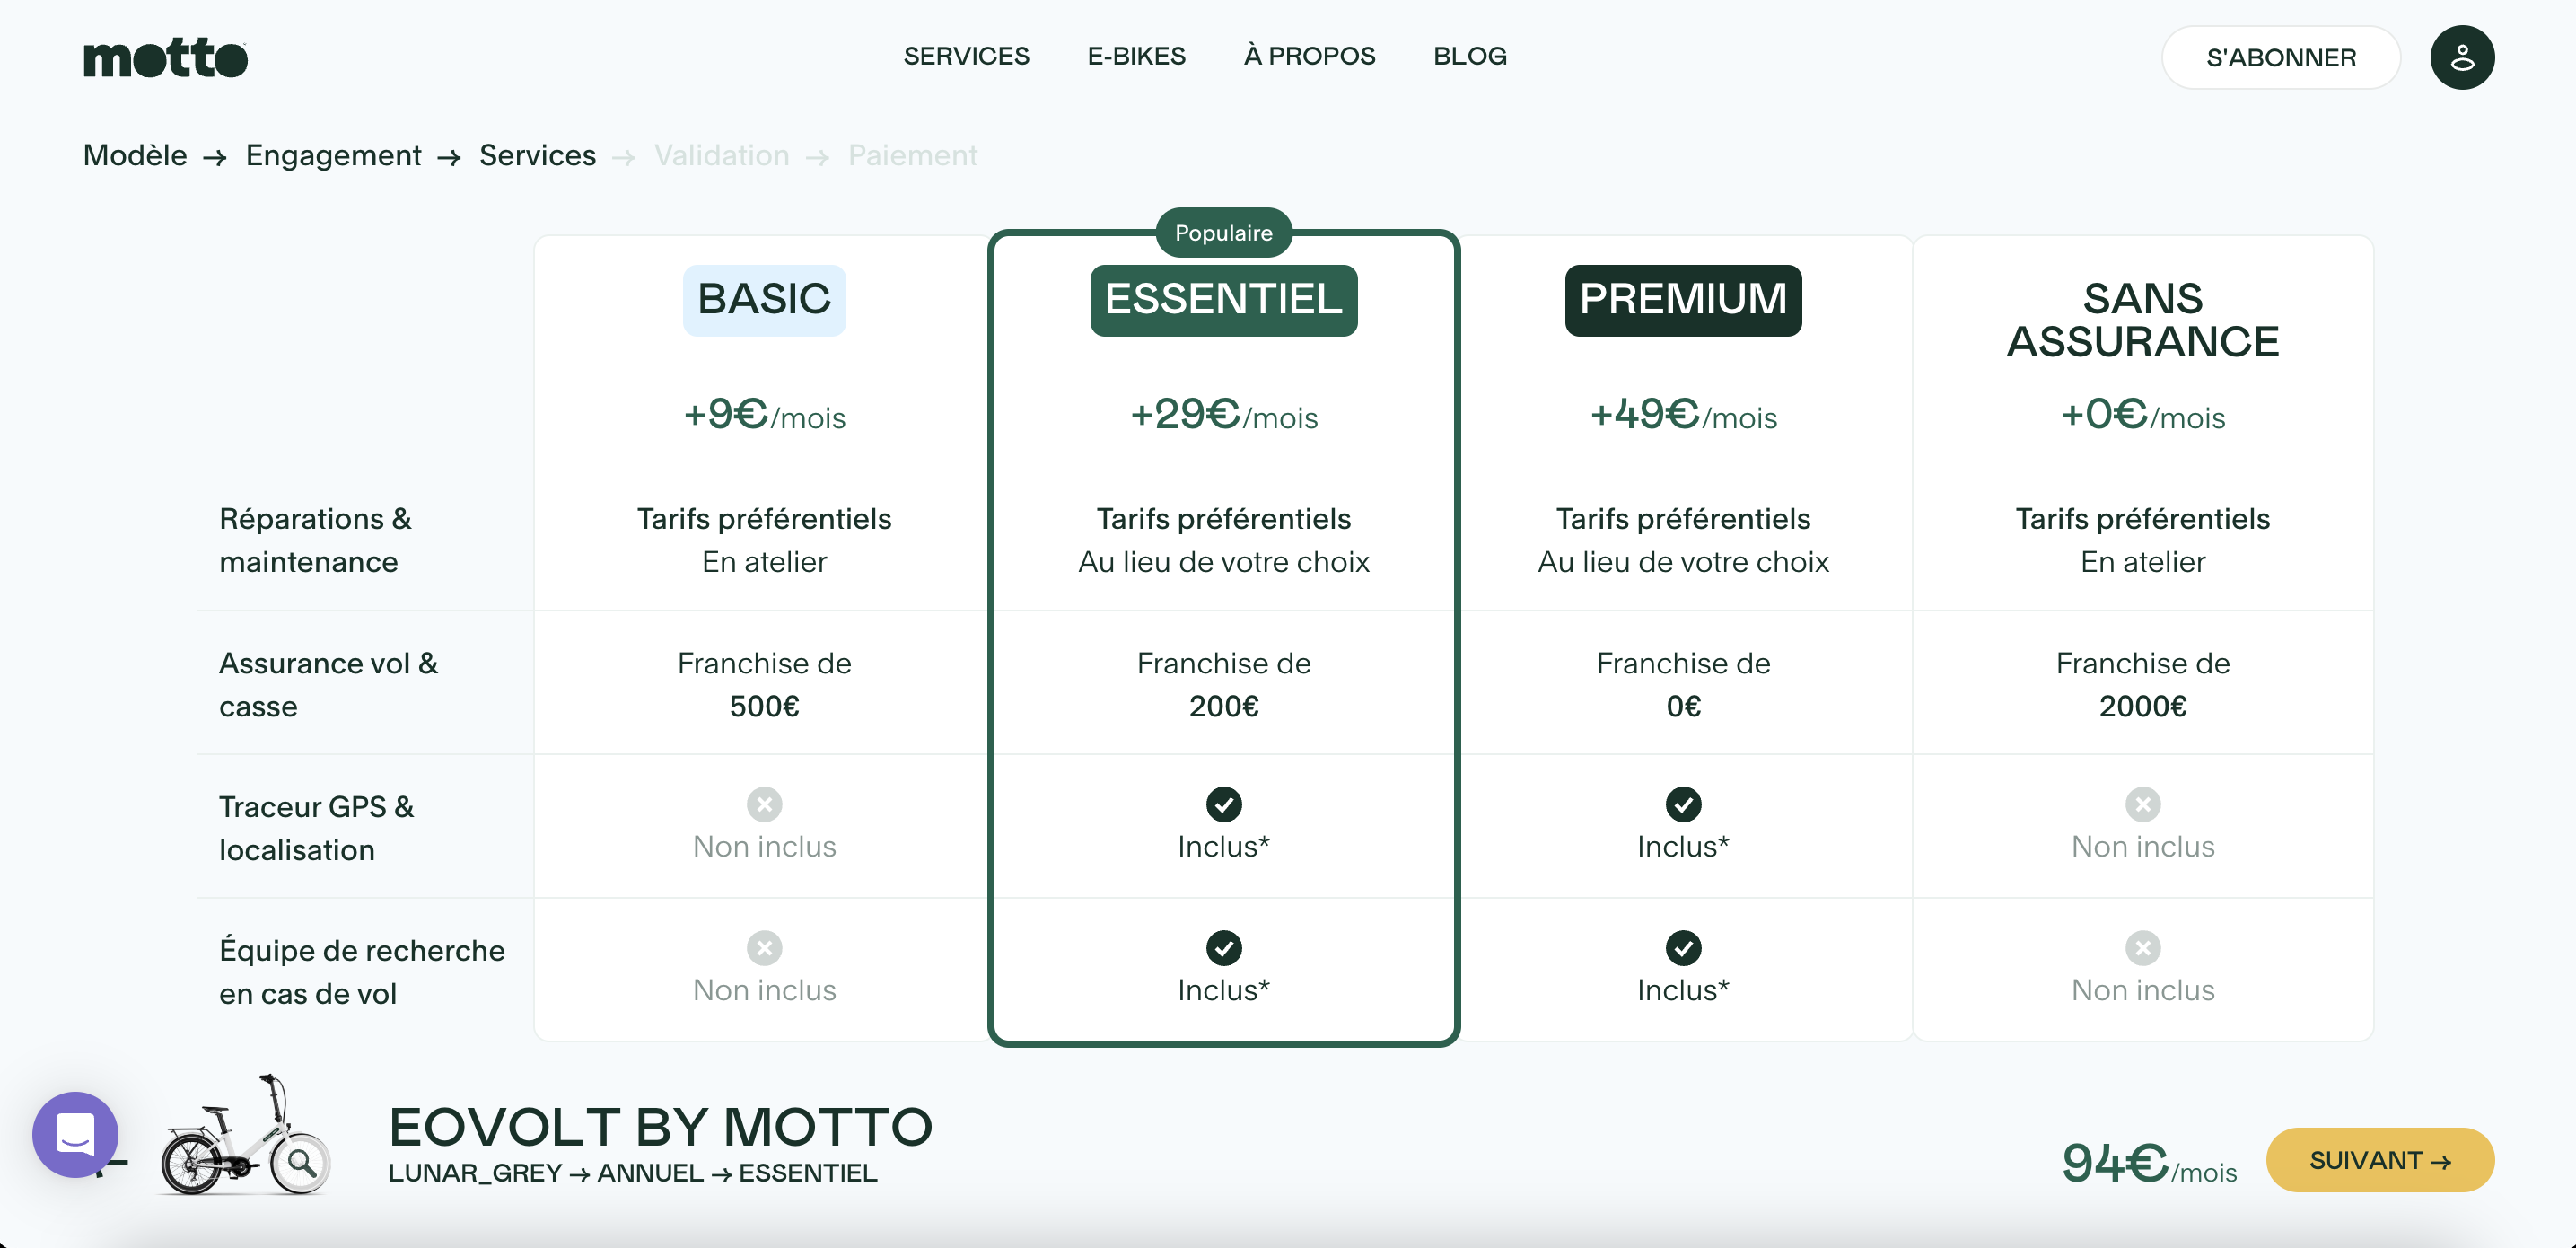 motto
SERVICES E-BIKES À PROPOS BLOG
S'ABONNER
Modèle → Engagement → Services → Validation → Paiement
Populaire
BASIC
ESSENTIEL
PREMIUM
SANS
ASSURANCE
+9€/mois
+29€/mois
+49€/mois
+0€/mois
Réparations &
maintenance
Tarifs préférentiels
En atelier
Tarifs préférentiels
Au lieu de votre choix
Tarifs préférentiels
Au lieu de votre choix
Tarifs préférentiels
En atelier
Assurance vol &
casse
Franchise de
500€
Franchise de
200€
Franchise de
0€
Franchise de
2000€
Traceur GPS &
localisation
Non inclus
Inclus*
Inclus*
Non inclus
Équipe de recherche
en cas de vol
Non inclus
Inclus*
Inclus*
Non inclus
EOVOLT BY MOTTO
LUNAR_GREY → ANNUEL → ESSENTIEL
94€/mois
SUIVANT →